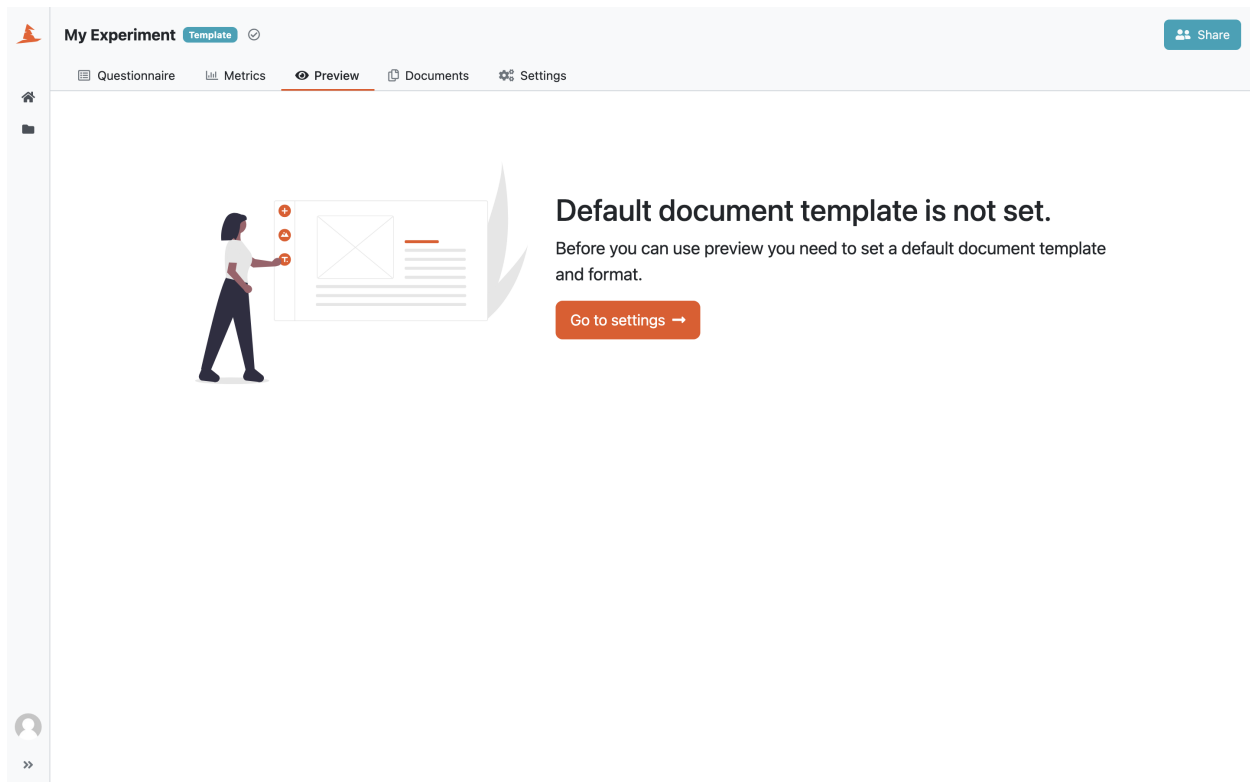 My Experiment Template Share
Questionnaire Metrics Preview Documents Settings
Default document template is not set.
Before you can use preview you need to set a default document template
and format.
Go to settings